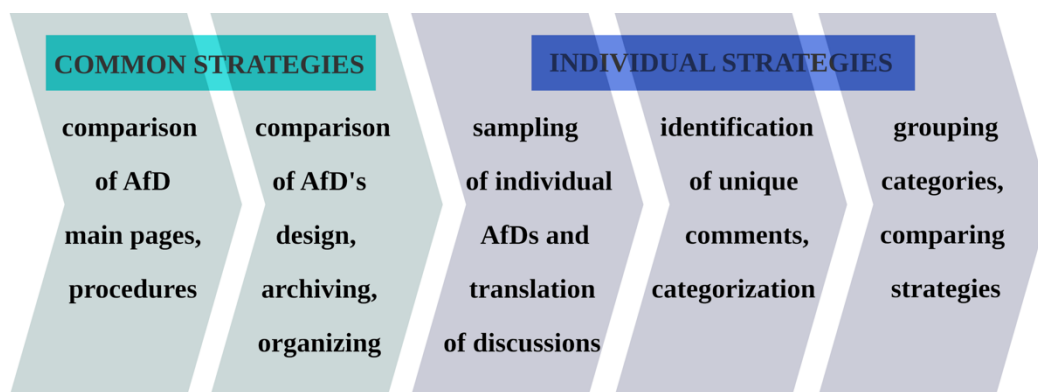 COMMON STRATEGIES
comparison
of AfD
main pages,
procedures
comparison
of AfD's
design,
archiving,
organizing
INDIVIDUAL STRATEGIES
sampling
of individual
AfDs and
translation
of discussions
identification
of unique
comments,
categorization
grouping
categories,
comparing
strategies